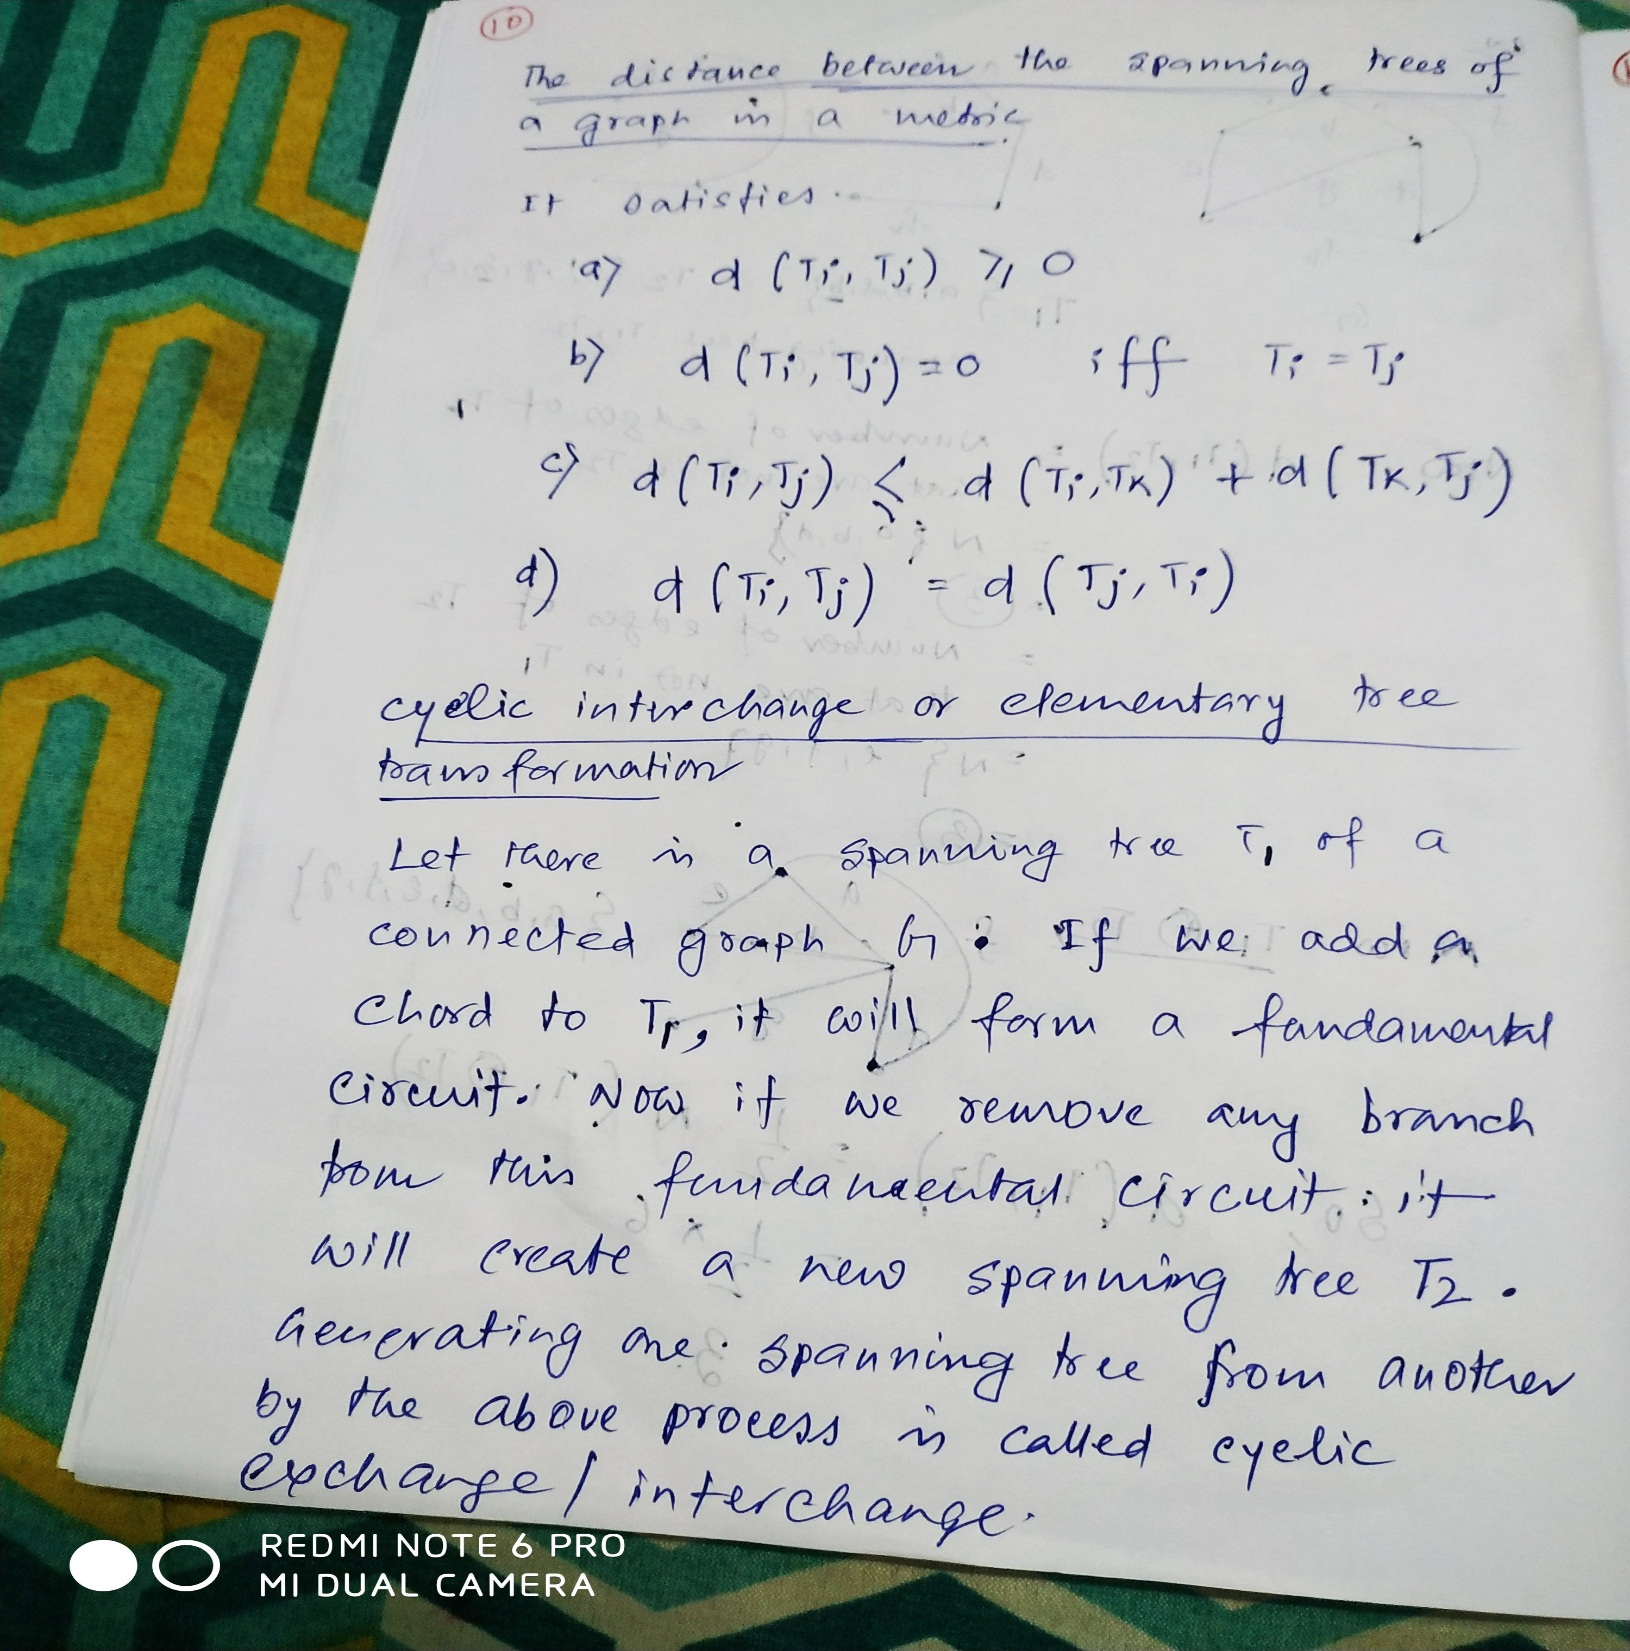 10
The distance between the spanning trees of
a graph is a metric.
It satisfies.
a) d (Ti, Tj) ≥ 0
b) d (Ti, Tj) = 0 iff Ti = Tj
c) d (Ti, Tj) ≤ d (Ti, TK) + d (TK, Tj)
d) d (Ti, Tj) = d (Tj, Ti)
cyclic interchange or elementary tree
transformation
Let there is a spanning tree T1 of a
connected graph G. If we add a
chord to T1, it will form a fundamental
circuit. Now if we remove any branch
from this fundamental circuit, it
will create a new spanning tree T2.
Generating one spanning tree from another
by the above process is called cyclic
exchange / interchange.
REDMI NOTE 6 PRO
MI DUAL CAMERA